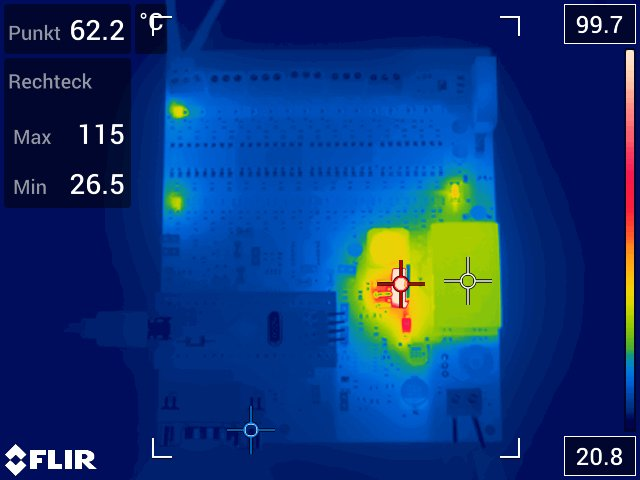 Punkt 62.2 °C
99.7
Rechteck
Max 115
Min 26.5
FLIR
20.8